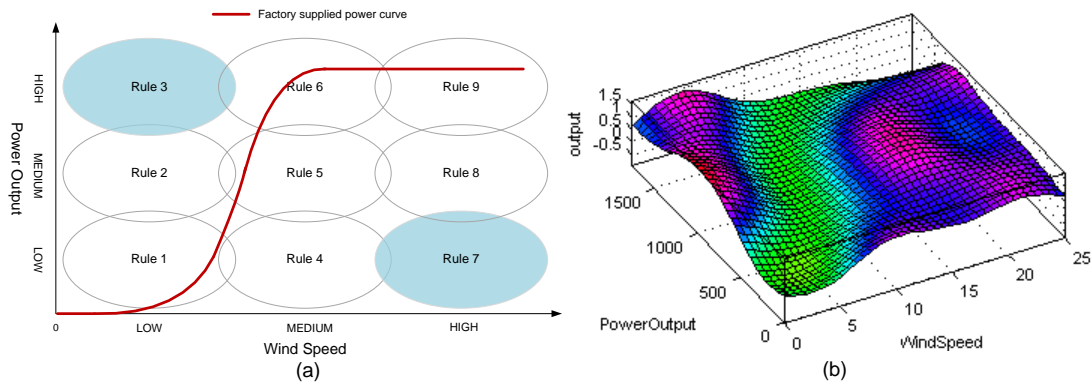 Factory supplied power curve
Power Output
HIGH
MEDIUM
LOW
Rule 3
Rule 6
Rule 9
Rule 2
Rule 5
Rule 8
Rule 1
Rule 4
Rule 7
0
LOW
MEDIUM
HIGH
Wind Speed
(a)
output
1.5
1
0.5
0
-0.5
1500
1000
500
0
PowerOutput
0
5
10
15
20
25
WindSpeed
(b)